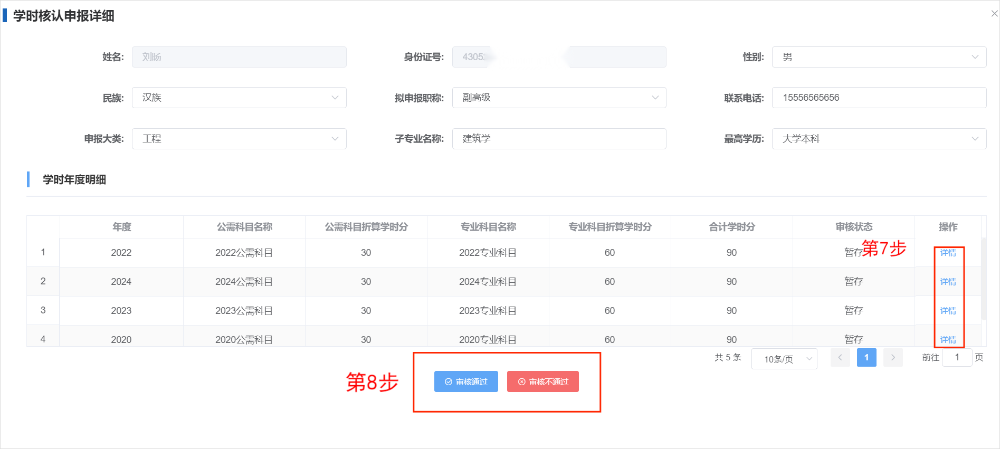 学时核认申报详细
姓名: 刘旸 身份证号: 4305 性别: 男
民族: 汉族 拟申报职称: 副高级 联系电话: 15556565656
申报大类: 工程 子专业名称: 建筑学 最高学历: 大学本科
学时年度明细
年度 公需科目名称 公需科目折算学时分 专业科目名称 专业科目折算学时分 合计学时分 审核状态 操作
1 2022 2022公需科目 30 2022专业科目 60 90 暂存 第7步 详情
2 2024 2024公需科目 30 2024专业科目 60 90 暂存 详情
3 2023 2023公需科目 30 2023专业科目 60 90 暂存 详情
4 2020 2020公需科目 30 2020专业科目 60 90 暂存 详情
共 5 条 10条/页 1 前往 1 页
第8步 审核通过 审核不通过